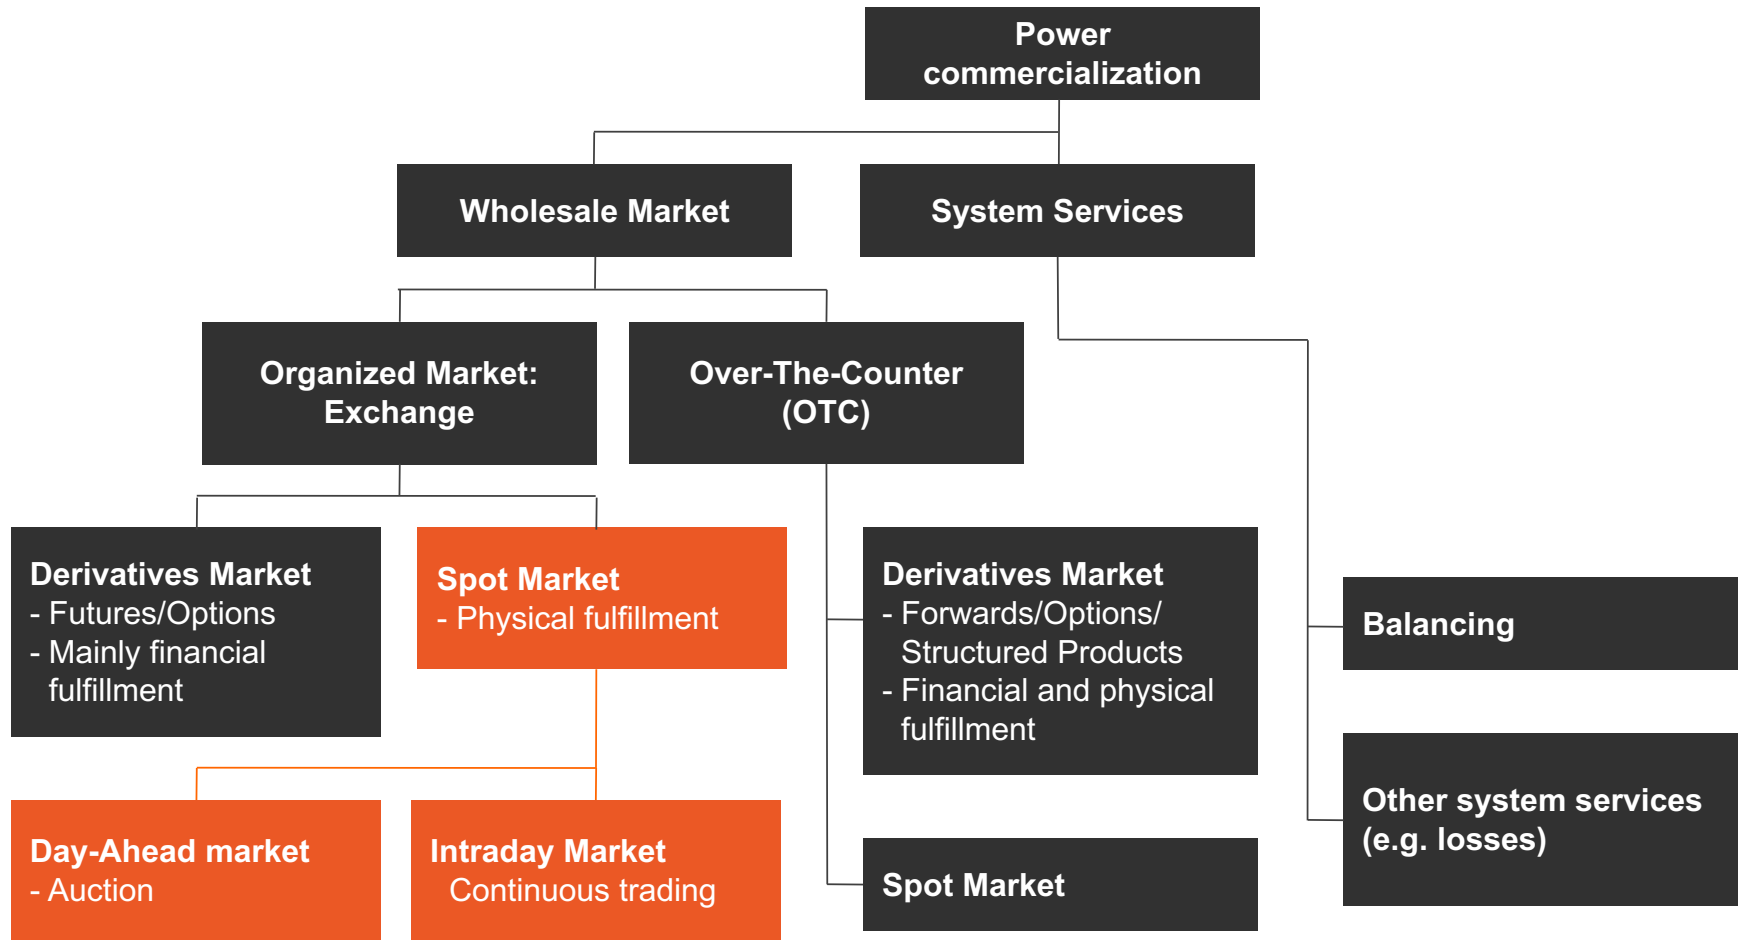 Power
commercialization
Wholesale Market
System Services
Organized Market:
Exchange
Over-The-Counter
(OTC)
Derivatives Market
- Futures/Options
- Mainly financial
fulfillment
Spot Market
- Physical fulfillment
Derivatives Market
- Forwards/Options/
Structured Products
- Financial and physical
fulfillment
Balancing
Day-Ahead market
- Auction
Intraday Market
Continuous trading
Spot Market
Other system services
(e.g. losses)